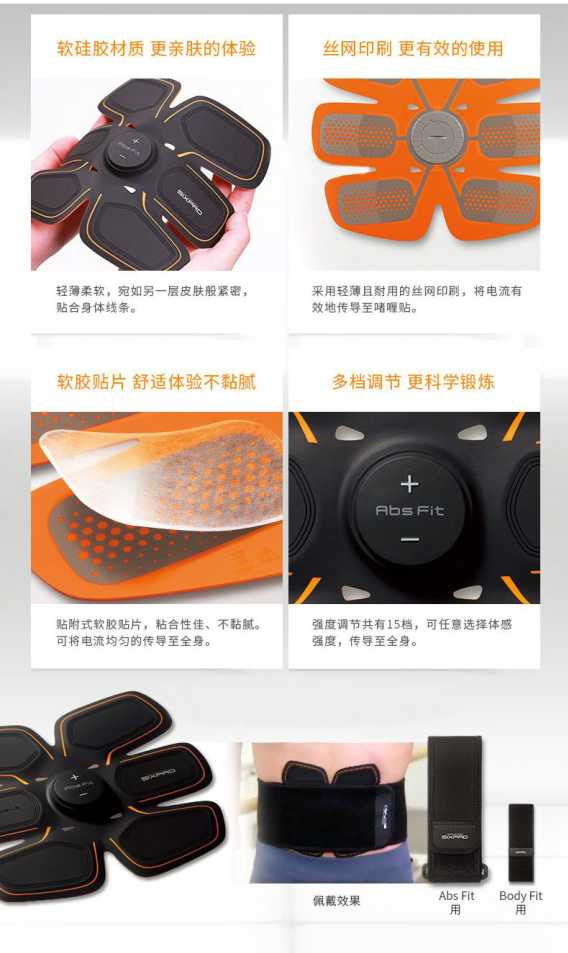 软硅胶材质 更亲肤的体验
丝网印刷 更有效的使用
+
Abs Fit
−
SIXPAD
轻薄柔软，宛如另一层皮肤般紧密，
贴合身体线条。
采用轻薄且耐用的丝网印刷，将电流有
效地传导至啫喱贴。
软胶贴片 舒适体验不黏腻
多档调节 更科学锻炼
+
Abs Fit
−
贴附式软胶贴片，粘合性佳、不黏腻。
可将电流均匀的传导至全身。
强度调节共有15档，可任意选择体感
强度，传导至全身。
+
Abs Fit
−
SIXPAD
SIXPAD
SIXPAD
佩戴效果
Abs Fit
用
Body Fit
用